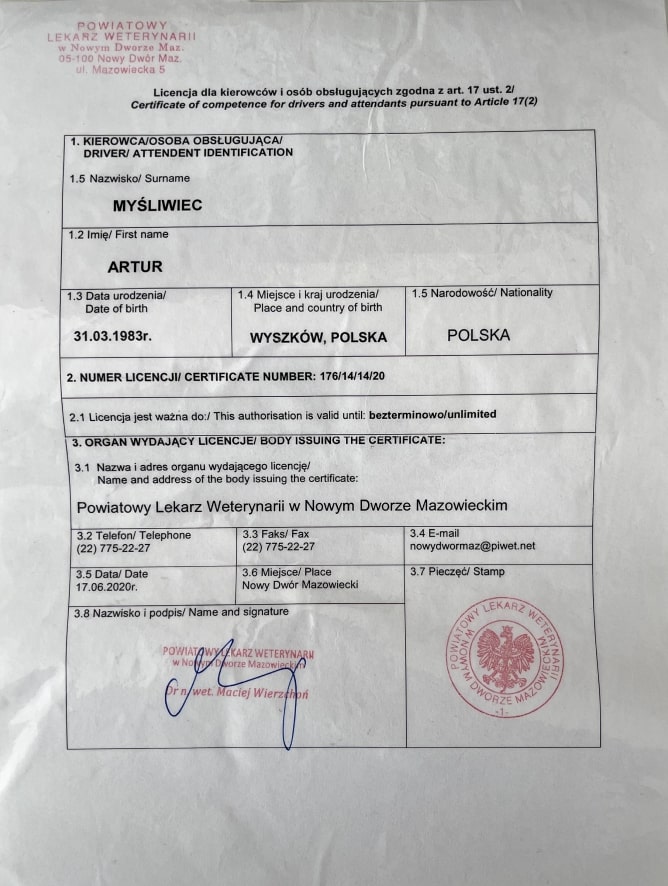 POWIATOWY
LEKARZ WETERYNARII
w Nowym Dworze Maz.
05-100 Nowy Dwór Maz.
ul. Mazowiecka 5
Licencja dla kierowców i osób obsługujących zgodna z art. 17 ust. 2/
Certificate of competence for drivers and attendants pursuant to Article 17(2)
1. KIEROWCA/OSOBA OBSŁUGUJĄCA/
DRIVER/ ATTENDENT IDENTIFICATION
1.5 Nazwisko/ Surname
MYŚLIWIEC
1.2 Imię/ First name
ARTUR
1.3 Data urodzenia/
Date of birth
31.03.1983r.
1.4 Miejsce i kraj urodzenia/
Place and country of birth
WYSZKÓW, POLSKA
1.5 Narodowość/ Nationality
POLSKA
2. NUMER LICENCJI/ CERTIFICATE NUMBER: 176/14/14/20
2.1 Licencja jest ważna do:/ This authorisation is valid until: bezterminowo/unlimited
3. ORGAN WYDAJĄCY LICENCJE/ BODY ISSUING THE CERTIFICATE:
3.1 Nazwa i adres organu wydającego licencję/
Name and address of the body issuing the certificate:
Powiatowy Lekarz Weterynarii w Nowym Dworze Mazowieckim
3.2 Telefon/ Telephone
(22) 775-22-27
3.3 Faks/ Fax
(22) 775-22-27
3.4 E-mail
nowydwormaz@piwet.net
3.5 Data/ Date
17.06.2020r.
3.6 Miejsce/ Place
Nowy Dwór Mazowiecki
3.7 Pieczęć/ Stamp
3.8 Nazwisko i podpis/ Name and signature
POWIATOWY LEKARZ WETERYNARII
w Nowym Dworze Mazowieckim
Dr n. wet. Maciej Wierzchoń
POWIATOWY LEKARZ WETERYNARII
W NOWYM DWORZE MAZOWIECKIM
-1-